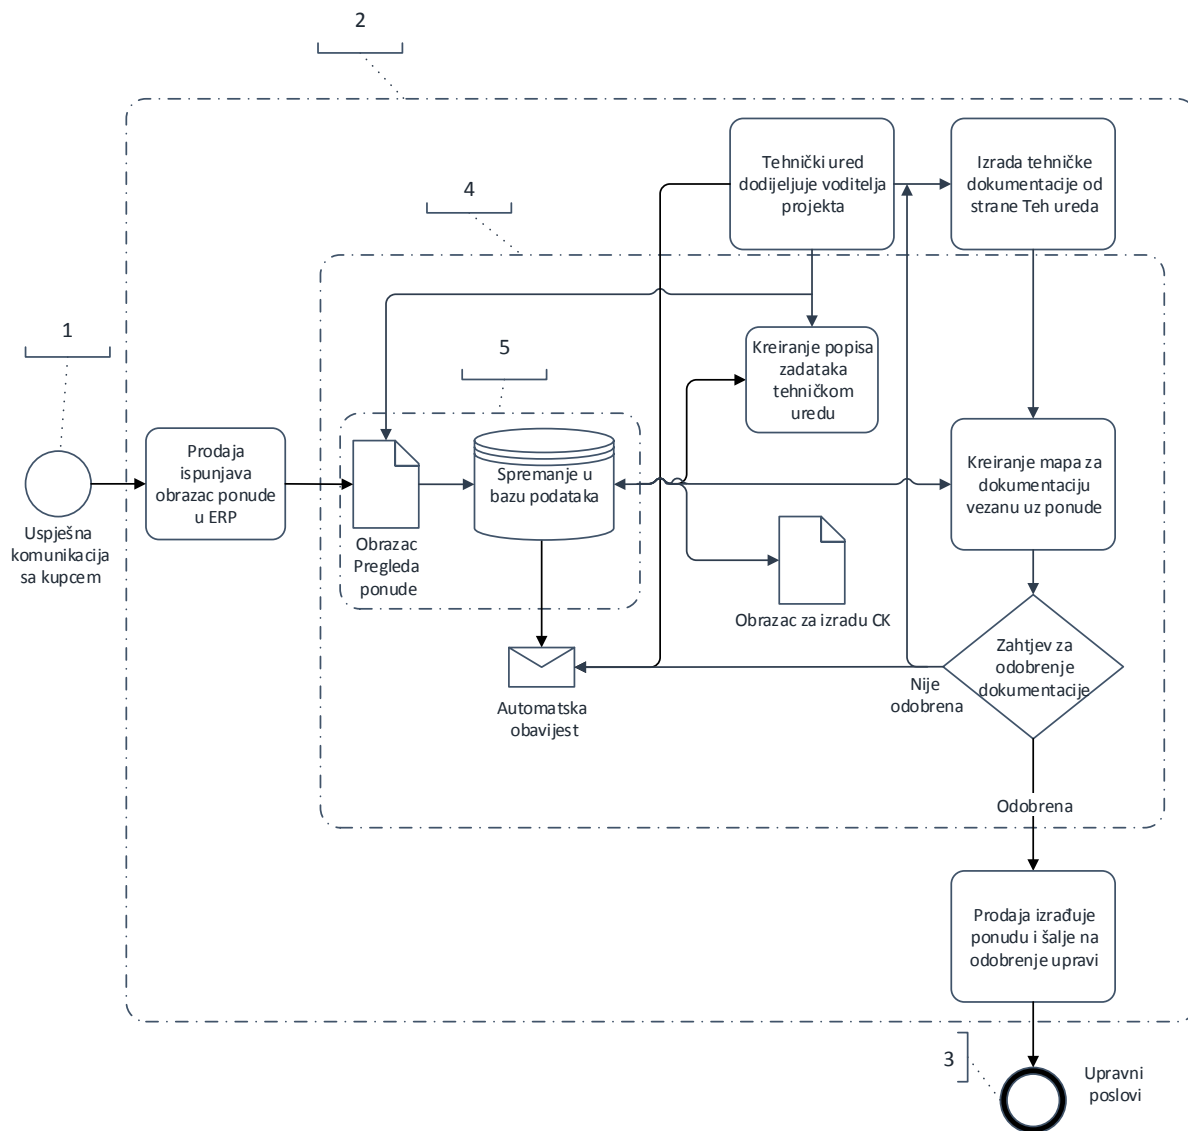 2
Tehnički ured
dodijeljuje voditelja
projekta
Izrada tehničke
dokumentacije od
strane Teh ureda
4
1
5
Kreiranje popisa
zadataka
tehničkom
uredu
Prodaja
ispunjava
obrazac ponude
u ERP
Spremanje u
bazu podataka
Kreiranje mapa za
dokumentaciju
vezanu uz ponude
Uspješna
komunikacija
sa kupcem
Obrazac
Pregleda
ponude
Obrazac za izradu CK
Zahtjev za
odobrenje
dokumentacije
Nije
odobrena
Automatska
obavijest
Odobrena
Prodaja izrađuje
ponudu i šalje na
odobrenje upravi
3
Upravni
poslovi